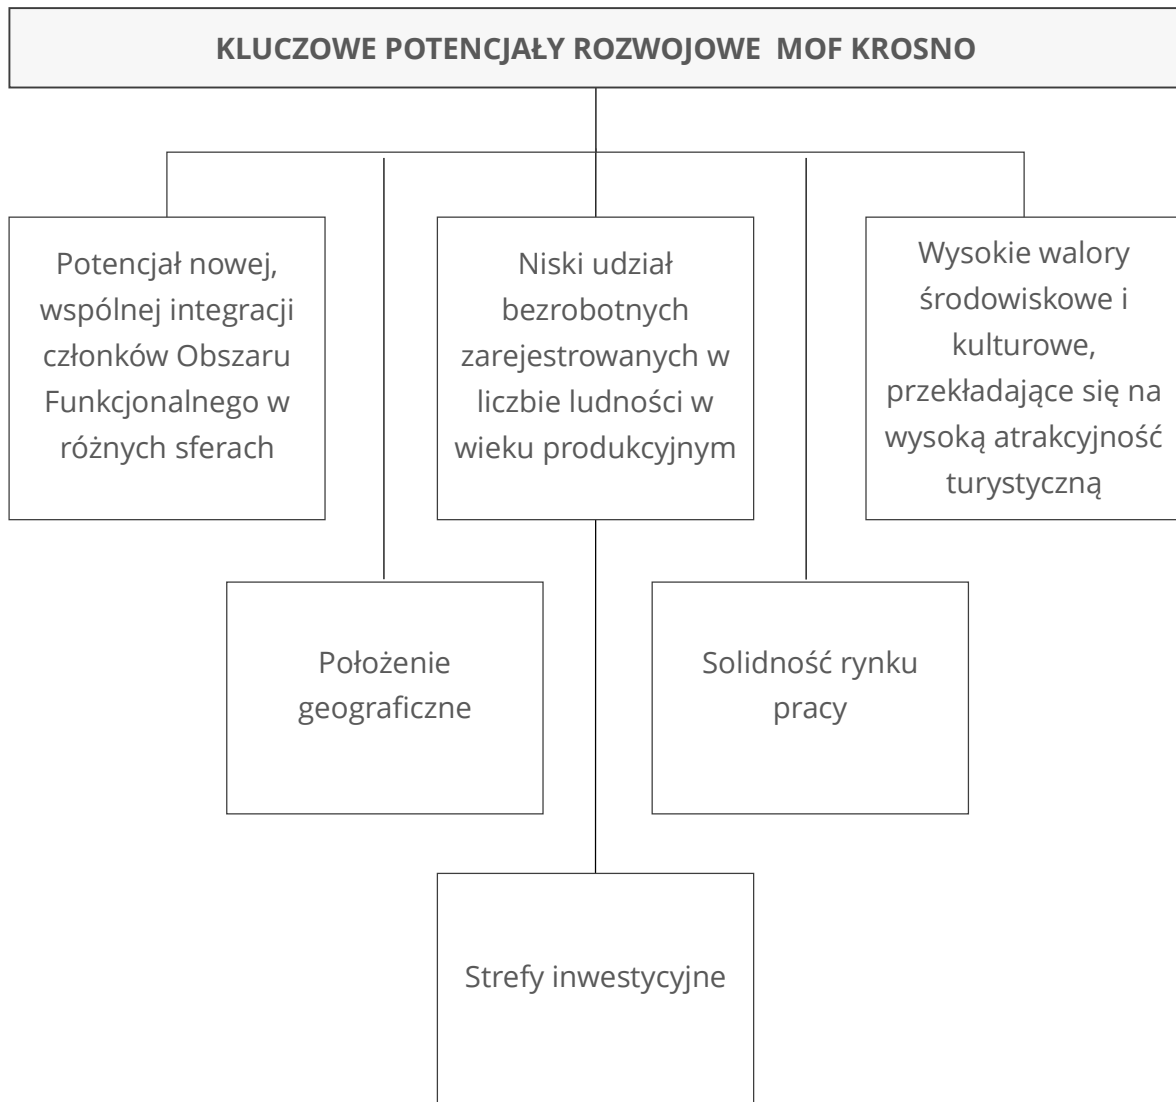 KLUCZOWE POTENCJAŁY ROZWOJOWE MOF KROSNO
Potencjał nowej,
wspólnej integracji
członków Obszaru
Funkcjonalnego w
różnych sferach
Niski udział
bezrobotnych
zarejestrowanych w
liczbie ludności w
wieku produkcyjnym
Wysokie walory
środowiskowe i
kulturowe,
przekładające się na
wysoką atrakcyjność
turystyczną
Położenie
geograficzne
Solidność rynku
pracy
Strefy inwestycyjne